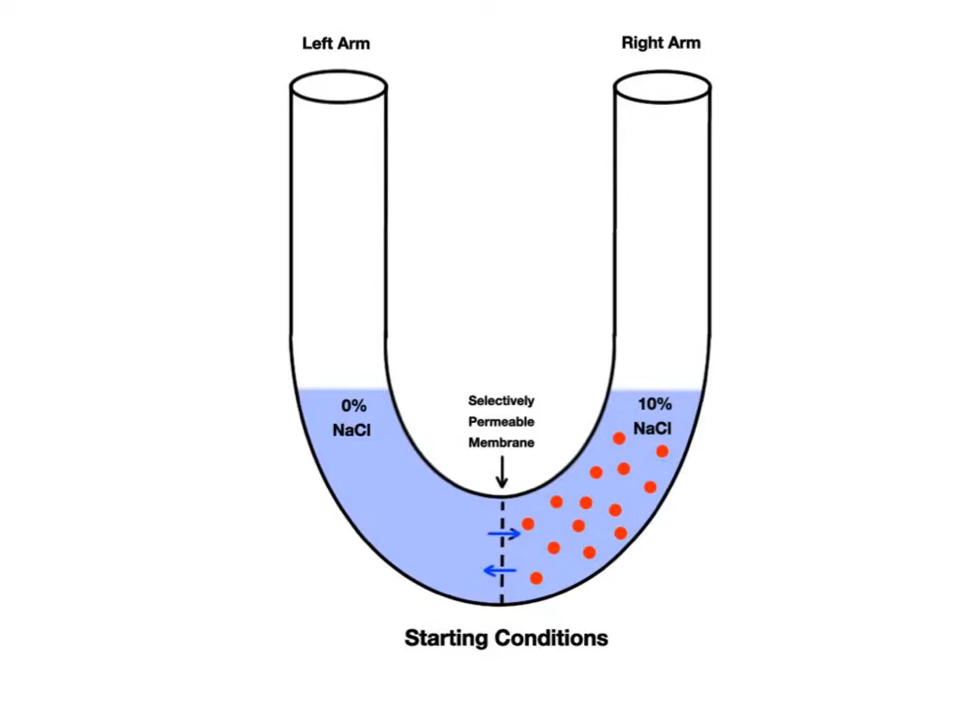 Left Arm
Right Arm
0%
NaCl
Selectively
Permeable
Membrane
10%
NaCl
Starting Conditions